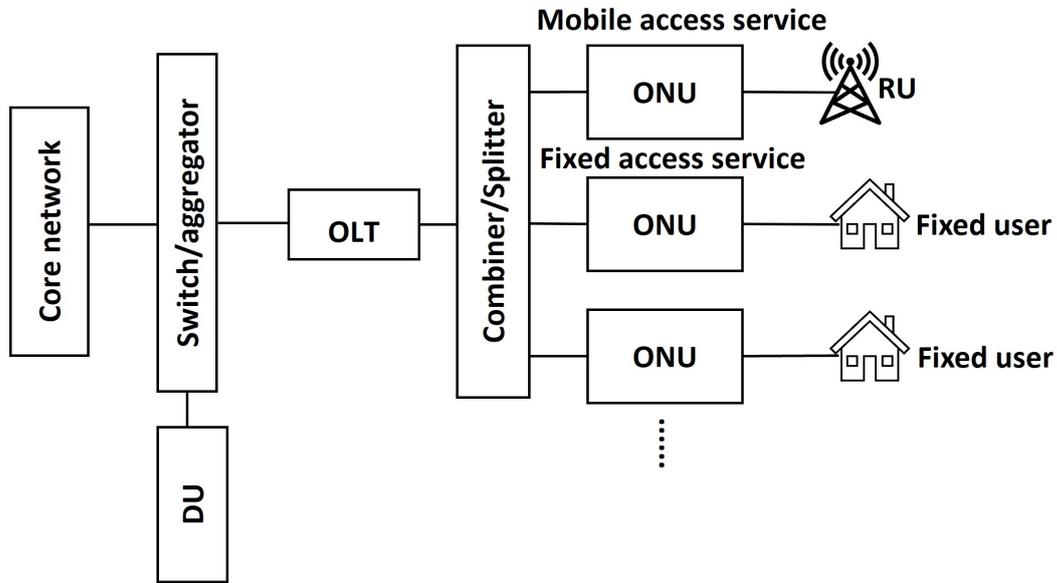 Mobile access service
ONU
RU
Fixed access service
Core network
Switch/aggregator
OLT
Combiner/Splitter
ONU
Fixed user
ONU
Fixed user
DU